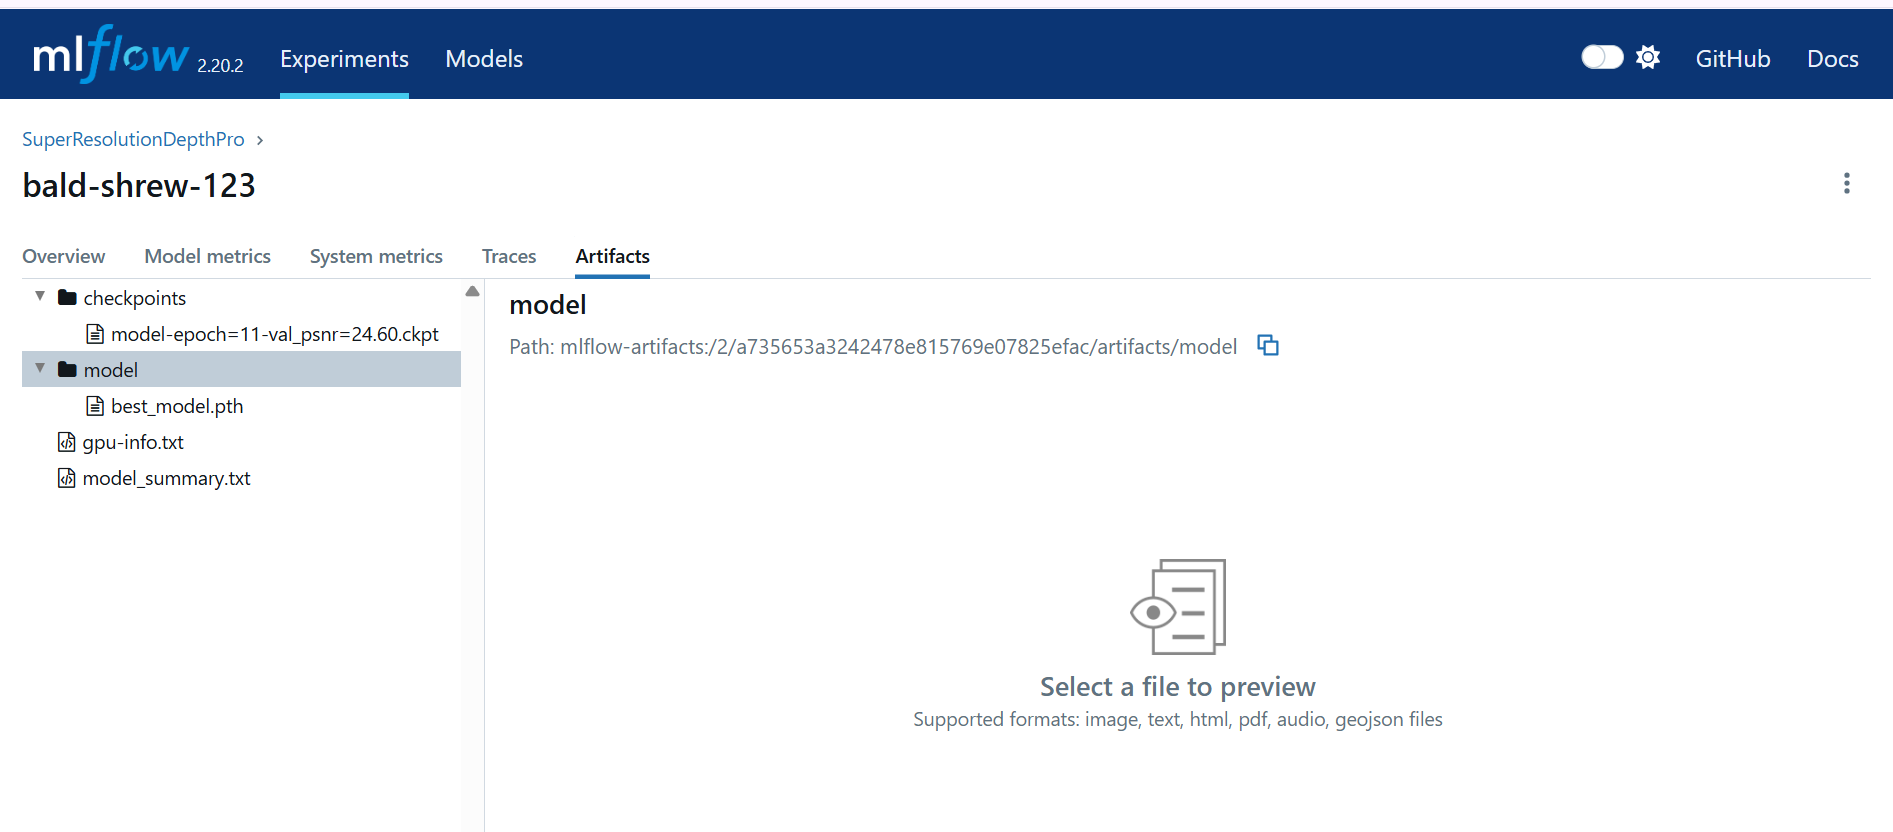 mlflow 2.20.2 Experiments Models GitHub Docs
SuperResolutionDepthPro
bald-shrew-123
Overview Model metrics System metrics Traces Artifacts
checkpoints
model-epoch=11-val_psnr=24.60.ckpt
model
best_model.pth
gpu-info.txt
model_summary.txt
model
Path: mlflow-artifacts:/2/a735653a3242478e815769e07825efac/artifacts/model
Select a file to preview
Supported formats: image, text, html, pdf, audio, geojson files